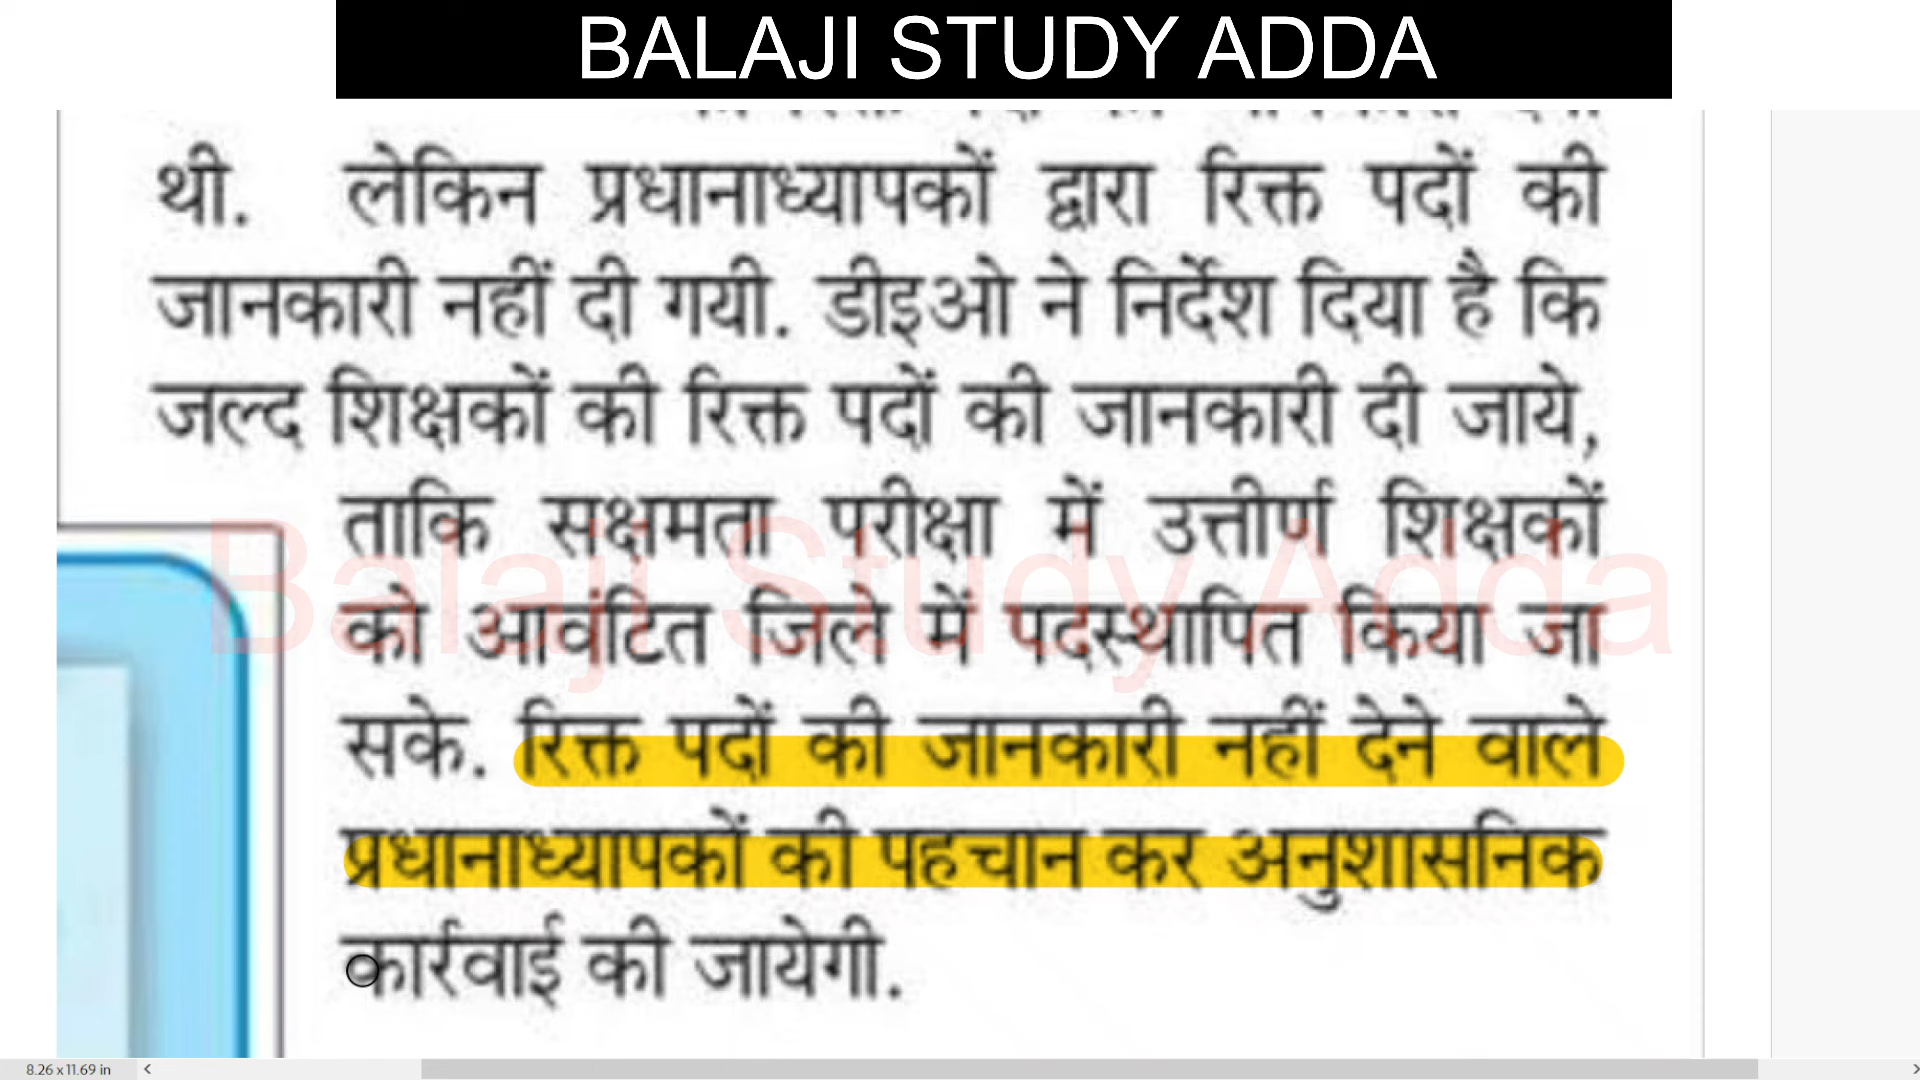 BALAJI STUDY ADDA
थी. लेकिन प्रधानाध्यापकों द्वारा रिक्त पदों की
जानकारी नहीं दी गयी. डीइओ ने निर्देश दिया है कि
जल्द शिक्षकों की रिक्त पदों की जानकारी दी जाये,
ताकि सक्षमता परीक्षा में उत्तीर्ण शिक्षकों
Balaji Study Adda
को आवंटित जिले में पदस्थापित किया जा
सके. रिक्त पदों की जानकारी नहीं देने वाले
प्रधानाध्यापकों की पहचान कर अनुशासनिक
कार्रवाई की जायेगी.
8.26 x 11.69 in